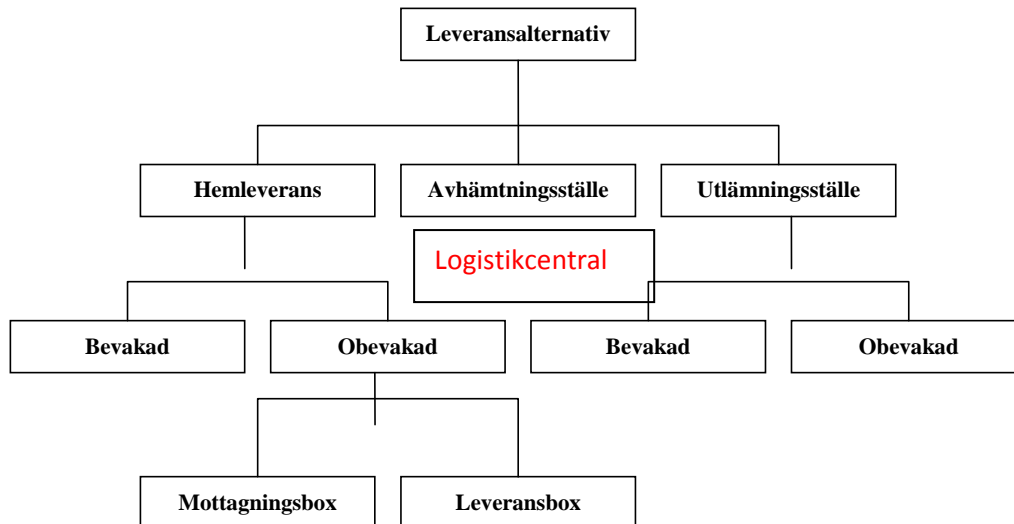 Leveransalternativ
Hemleverans
Avhämtningsställe
Utlämningsställe
Logistikcentral
Bevakad
Obevakad
Bevakad
Obevakad
Mottagningsbox
Leveransbox